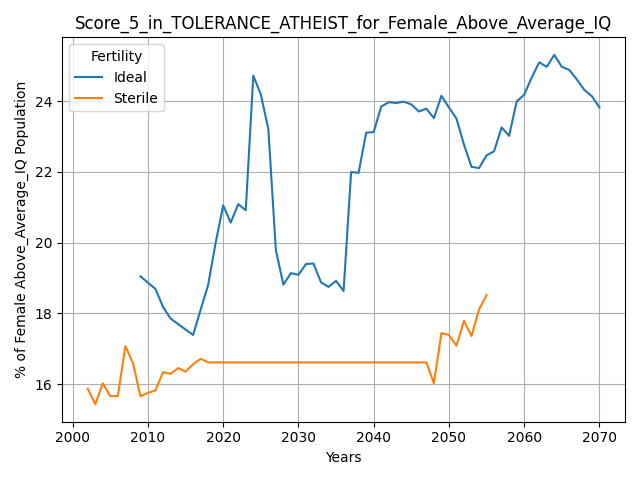 Score_5_in_TOLERANCE_ATHEIST_for_Female_Above_Average_IQ
Fertility
Ideal
Sterile
% of Female Above_Average_IQ Population
24
22
20
18
16
2000 2010 2020 2030 2040 2050 2060 2070
Years